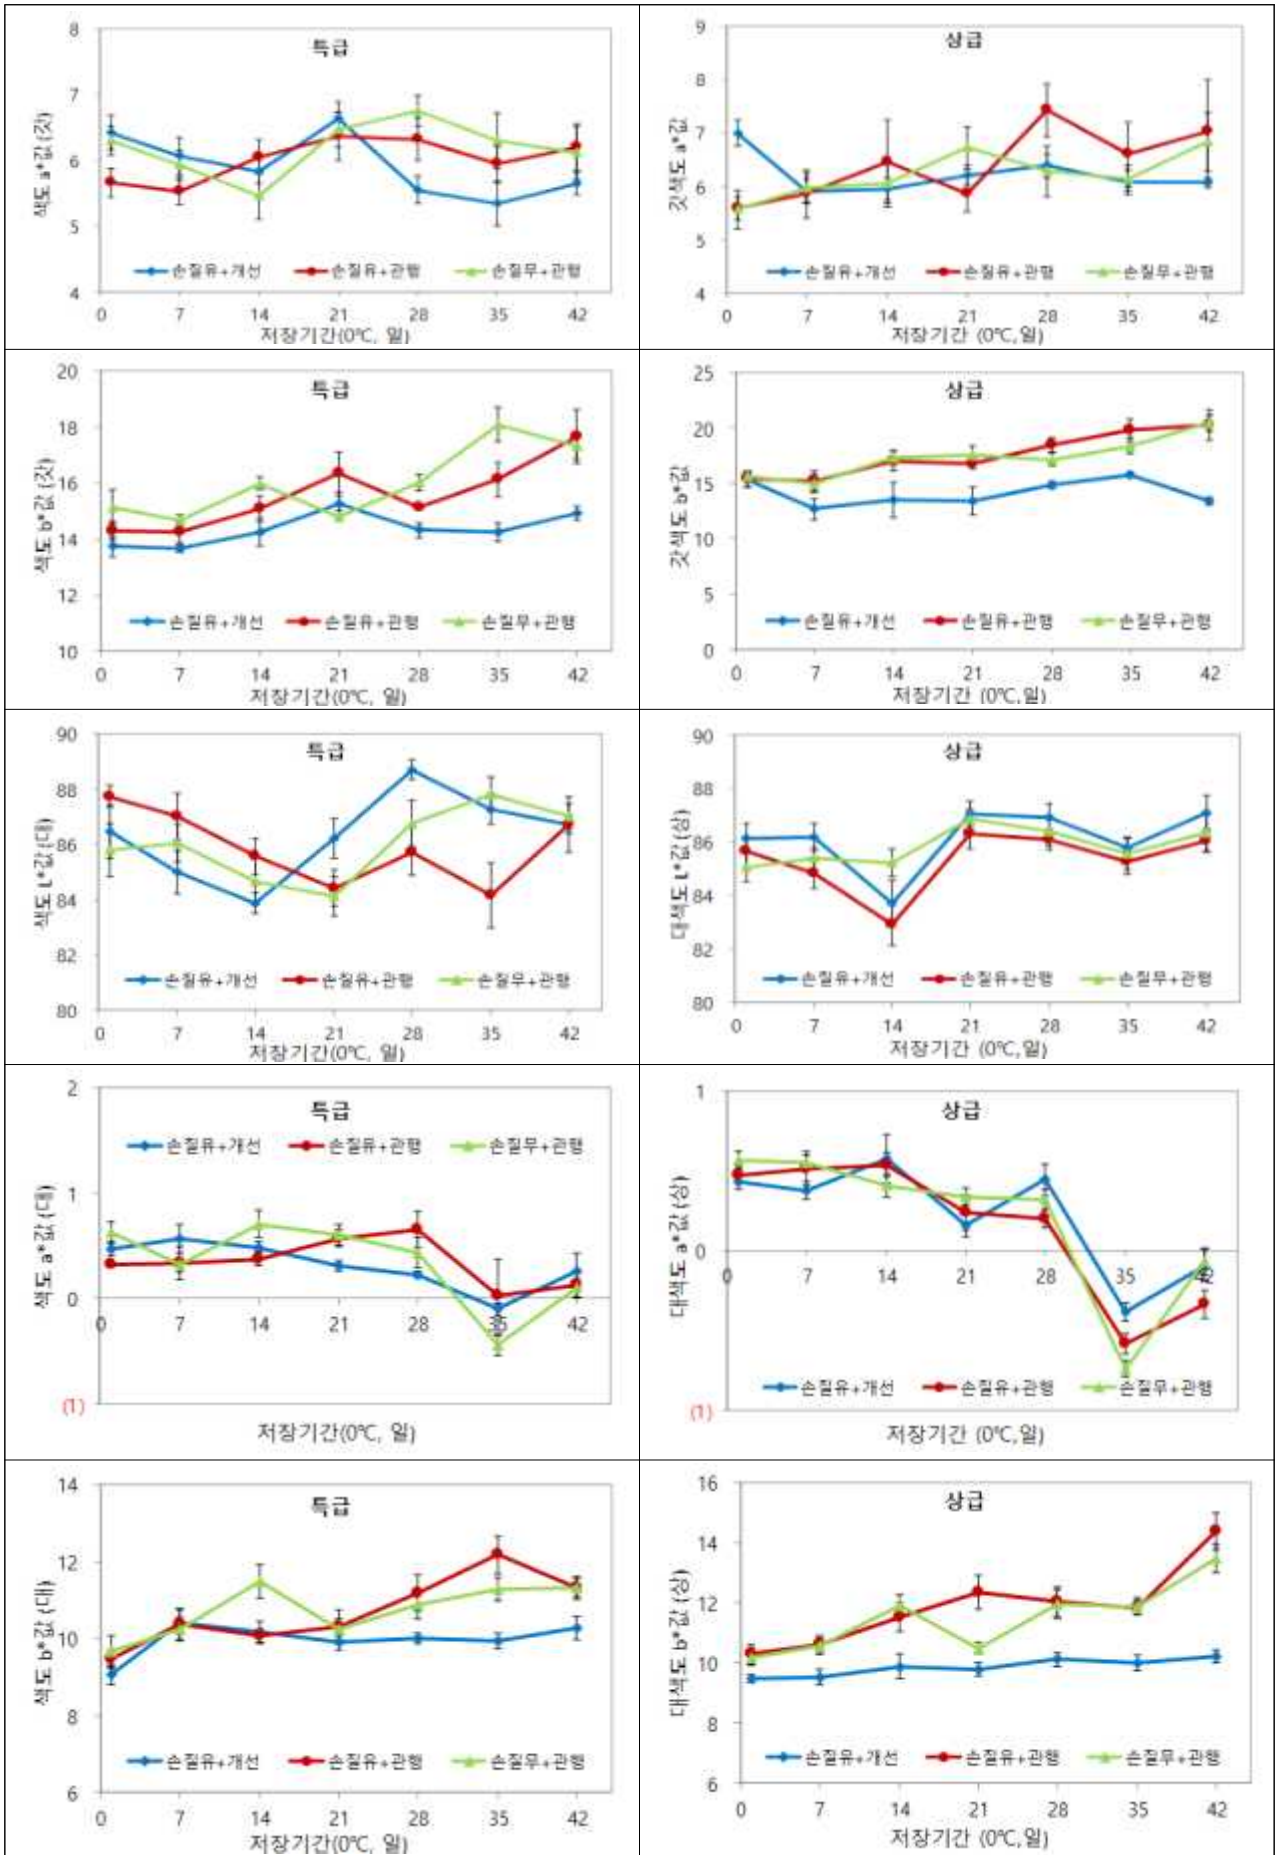 특급
색도 a*값 (갓)
8
7
6
5
4
손질유+개선 손질유+관행 손질무+관행
0 7 14 21 28 35 42
저장기간(0℃, 일)
상급
갓색도 a*값
9
8
7
6
5
4
손질유+개선 손질유+관행 손질무+관행
0 7 14 21 28 35 42
저장기간 (0℃,일)
특급
색도 b*값 (갓)
20
18
16
14
12
10
손질유+개선 손질유+관행 손질무+관행
0 7 14 21 28 35 42
저장기간(0℃, 일)
상급
갓색도 b*값
25
20
15
10
5
0
손질유+개선 손질유+관행 손질무+관행
0 7 14 21 28 35 42
저장기간 (0℃,일)
특급
색도 L*값 (대)
90
88
86
84
82
80
손질유+개선 손질유+관행 손질무+관행
0 7 14 21 28 35 42
저장기간(0℃, 일)
상급
대색도 L*값 (상)
90
88
86
84
82
80
손질유+개선 손질유+관행 손질무+관행
0 7 14 21 28 35 42
저장기간 (0℃,일)
특급
손질유+개선 손질유+관행 손질무+관행
색도 a*값 (대)
2
1
0
(1)
0 7 14 21 28 35 42
저장기간(0℃, 일)
상급
대색도 a*값 (상)
1
0
(1)
0 7 14 21 28 35 42
손질유+개선 손질유+관행 손질무+관행
저장기간 (0℃,일)
특급
색도 b*값 (대)
14
12
10
8
6
손질유+개선 손질유+관행 손질무+관행
0 7 14 21 28 35 42
저장기간(0℃, 일)
상급
대색도 b*값 (상)
16
14
12
10
8
6
손질유+개선 손질유+관행 손질무+관행
0 7 14 21 28 35 42
저장기간 (0℃,일)